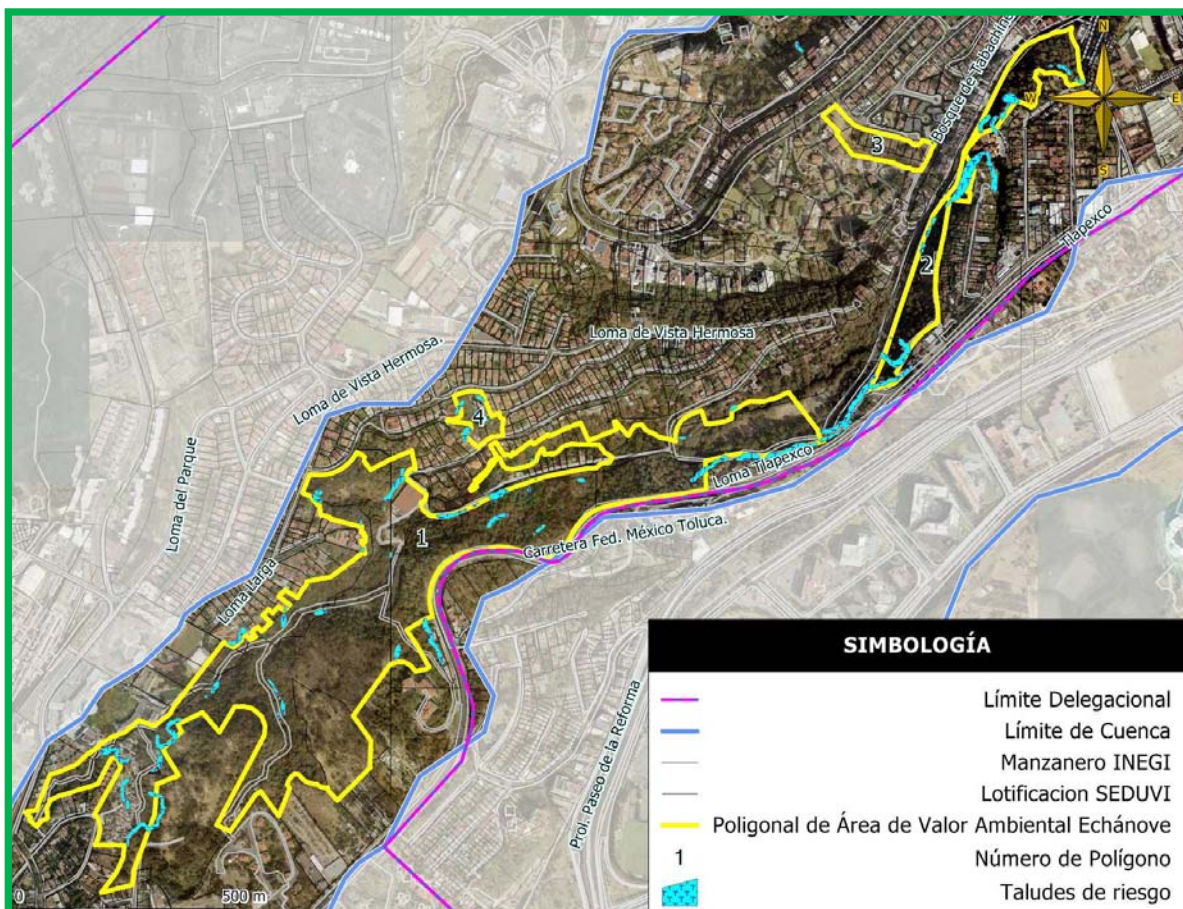 Bosque de Tabachines
N
W
E
S
3
Tlapexco
2
Loma de Vista Hermosa
Loma de Vista Hermosa.
4
Loma del Parque
Loma Tlapexco
1
Carretera Fed. México Toluca.
Loma Larga
Prol. Paseo de la Reforma
0
500 m
SIMBOLOGÍA
Límite Delegacional
Límite de Cuenca
Manzanero INEGI
Lotificacion SEDUVI
Poligonal de Área de Valor Ambiental Echánove
1
Número de Polígono
Taludes de riesgo